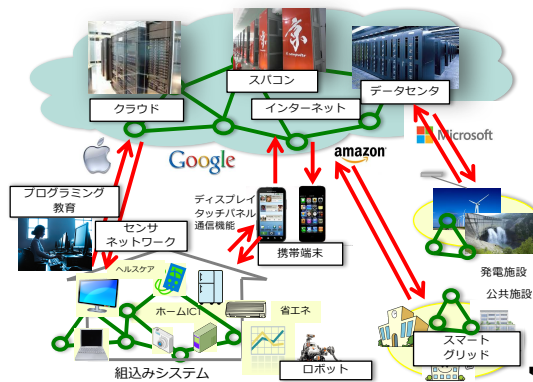 スパコン
データセンタ
クラウド
インターネット
京
Microsoft
Google
amazon
プログラミング
教育
センサ
ネットワーク
ディスプレイ
タッチパネル
通信機能
携帯端末
発電施設
公共施設
ヘルスケア
ホームICT
省エネ
スマート
グリッド
ロボット
組込みシステム